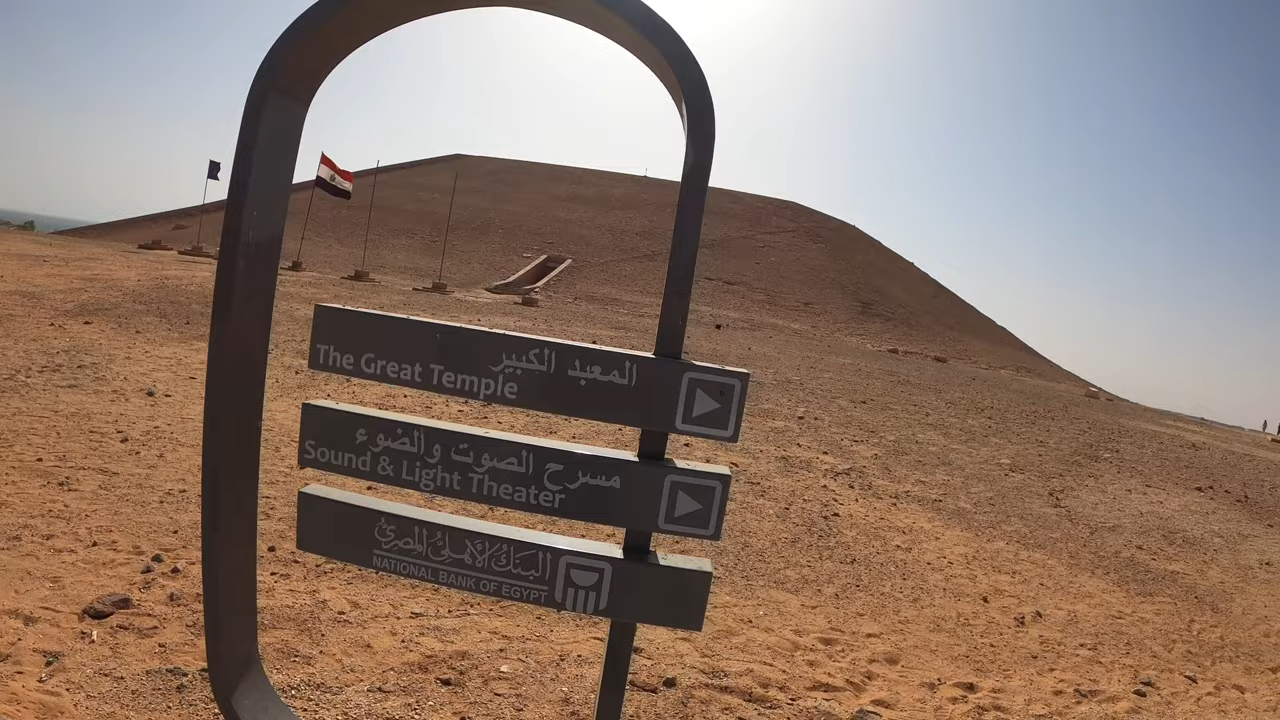 المعبد الكبير
The Great Temple
مسرح الصوت والضوء
Sound & Light Theater
البنك الأهلي المصري
NATIONAL BANK OF EGYPT